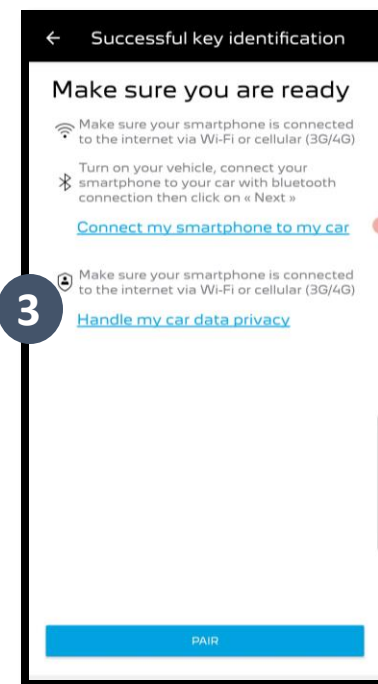 Successful key identification
Make sure you are ready
Make sure your smartphone is connected
to the internet via Wi-Fi or cellular (3G/4G)
Turn on your vehicle, connect your
smartphone to your car with bluetooth
connection then click on « Next »
Connect my smartphone to my car
Make sure your smartphone is connected
to the internet via Wi-Fi or cellular (3G/4G)
3
Handle my car data privacy
PAIR